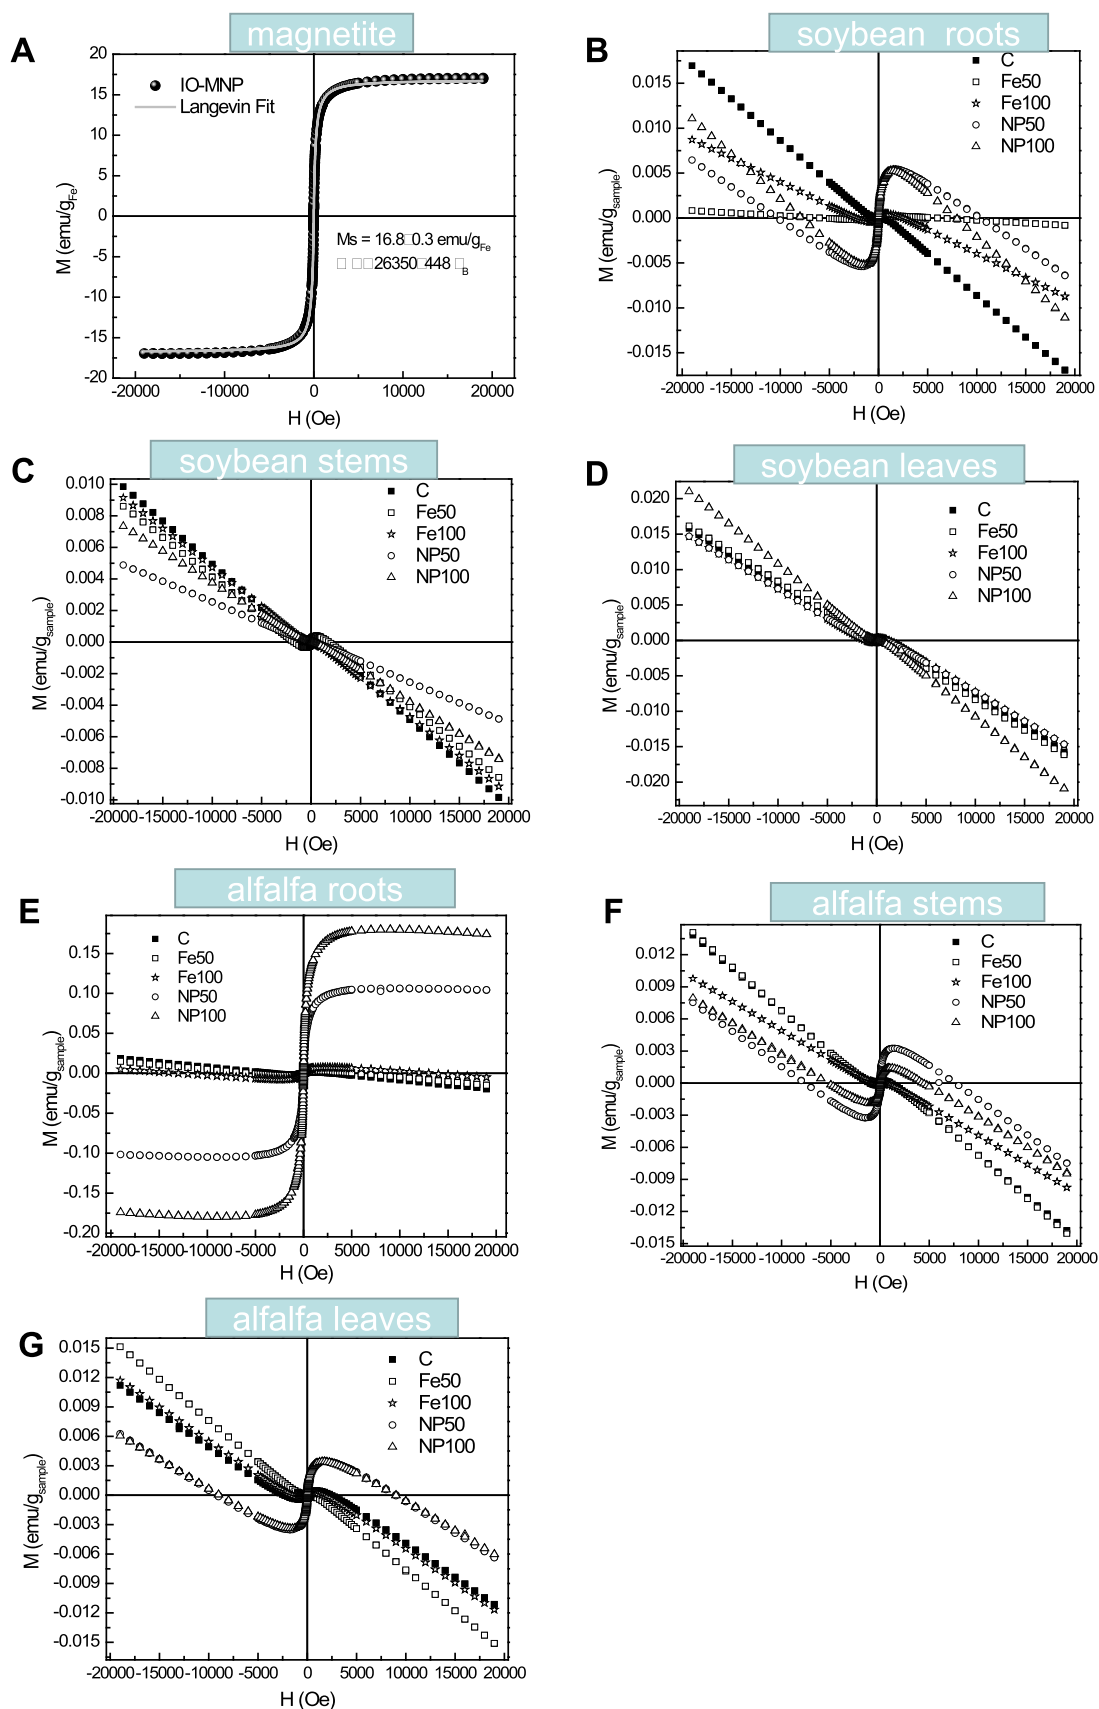 A
magnetite
20
15
10
5
0
-5
-10
-15
-20
M (emu/gFe)
IO-MNP
Langevin Fit
Ms = 16.8□0.3 emu/gFe
□ □ □26350□448 □B
-20000 -10000 0 10000 20000
H (Oe)
B
soybean roots
0.015
0.010
0.005
0.000
-0.005
-0.010
-0.015
M (emu/gsample)
C
Fe50
Fe100
NP50
NP100
-20000 -15000 -10000 -5000 0 5000 10000 15000 20000
H (Oe)
C
soybean stems
0.010
0.008
0.006
0.004
0.002
0.000
-0.002
-0.004
-0.006
-0.008
-0.010
M (emu/gsample)
C
Fe50
Fe100
NP50
NP100
-20000 -15000 -10000 -5000 0 5000 10000 15000 20000
H (Oe)
D
soybean leaves
0.020
0.015
0.010
0.005
0.000
-0.005
-0.010
-0.015
-0.020
M (emu/gsample)
C
Fe50
Fe100
NP50
NP100
-20000 -15000 -10000 -5000 0 5000 10000 15000 20000
H (Oe)
E
alfalfa roots
0.15
0.10
0.05
0.00
-0.05
-0.10
-0.15
-0.20
M (emu/gsample)
C
Fe50
Fe100
NP50
NP100
-20000 -15000 -10000 -5000 0 5000 10000 15000 20000
H (Oe)
F
alfalfa stems
0.012
0.009
0.006
0.003
0.000
-0.003
-0.006
-0.009
-0.012
-0.015
M (emu/gsample)
C
Fe50
Fe100
NP50
NP100
-20000 -15000 -10000 -5000 0 5000 10000 15000 20000
H (Oe)
G
alfalfa leaves
0.015
0.012
0.009
0.006
0.003
0.000
-0.003
-0.006
-0.009
-0.012
-0.015
M (emu/gsample)
C
Fe50
Fe100
NP50
NP100
-20000 -15000 -10000 -5000 0 5000 10000 15000 20000
H (Oe)